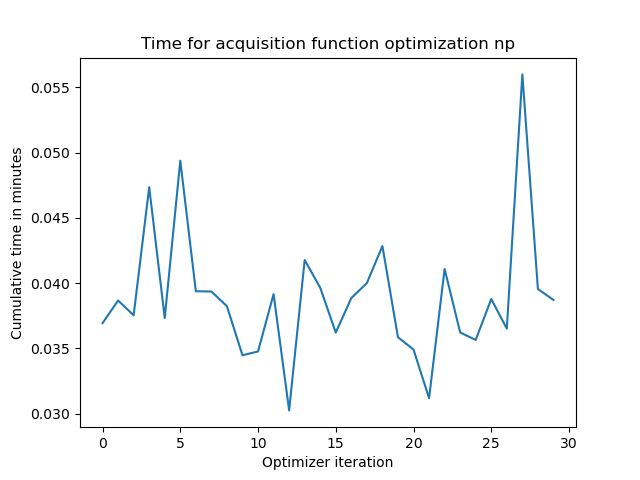 Time for acquisition function optimization np
0.055
0.050
0.045
0.040
0.035
0.030
Cumulative time in minutes
0 5 10 15 20 25 30
Optimizer iteration